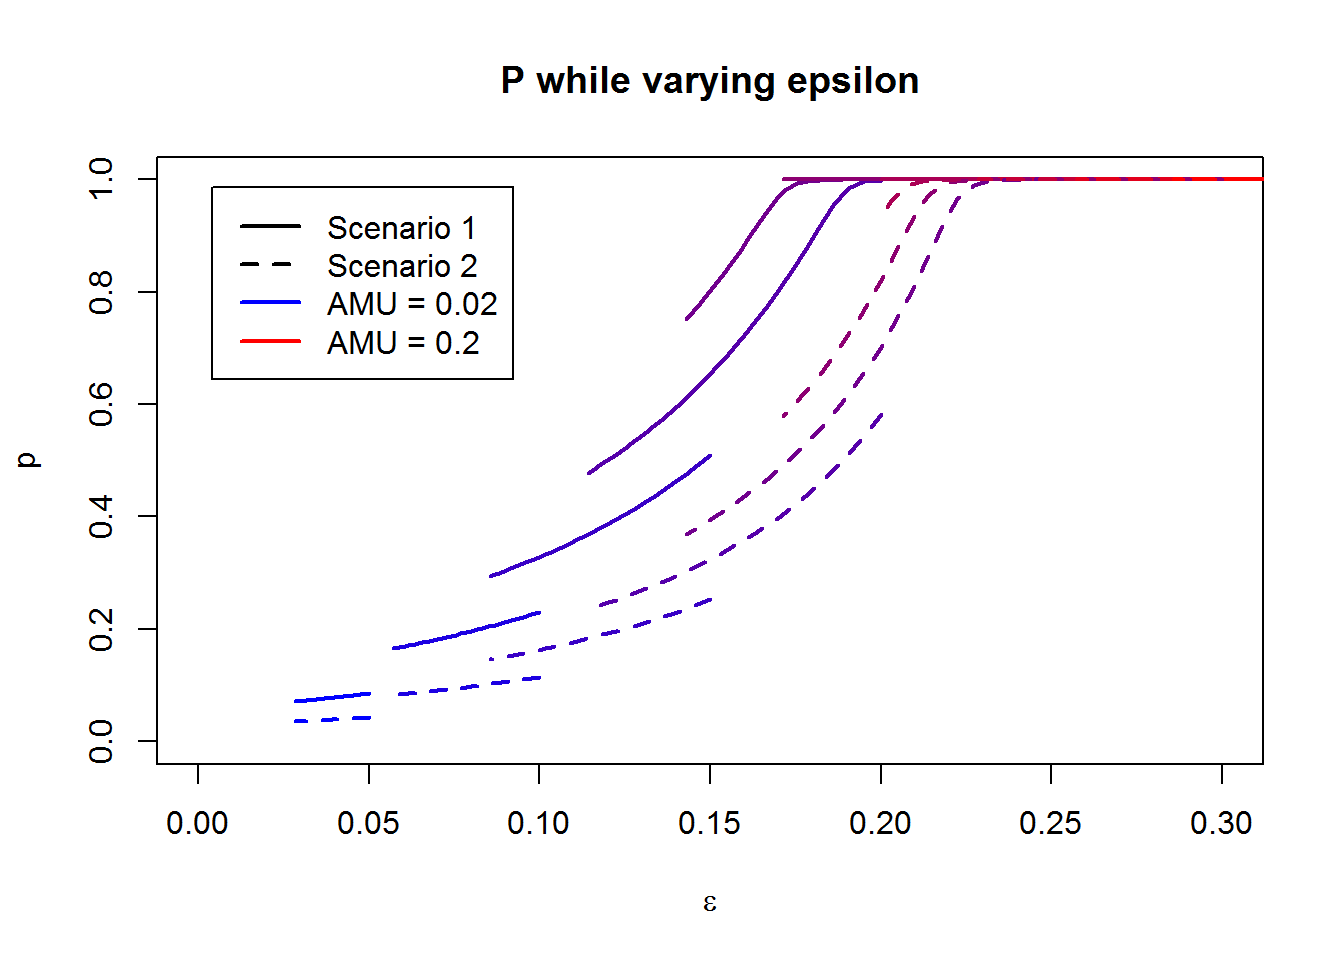 P while varying epsilon
Scenario 1
Scenario 2
AMU = 0.02
AMU = 0.2
p
1.0
0.8
0.6
0.4
0.2
0.0
0.00 0.05 0.10 0.15 0.20 0.25 0.30
ε